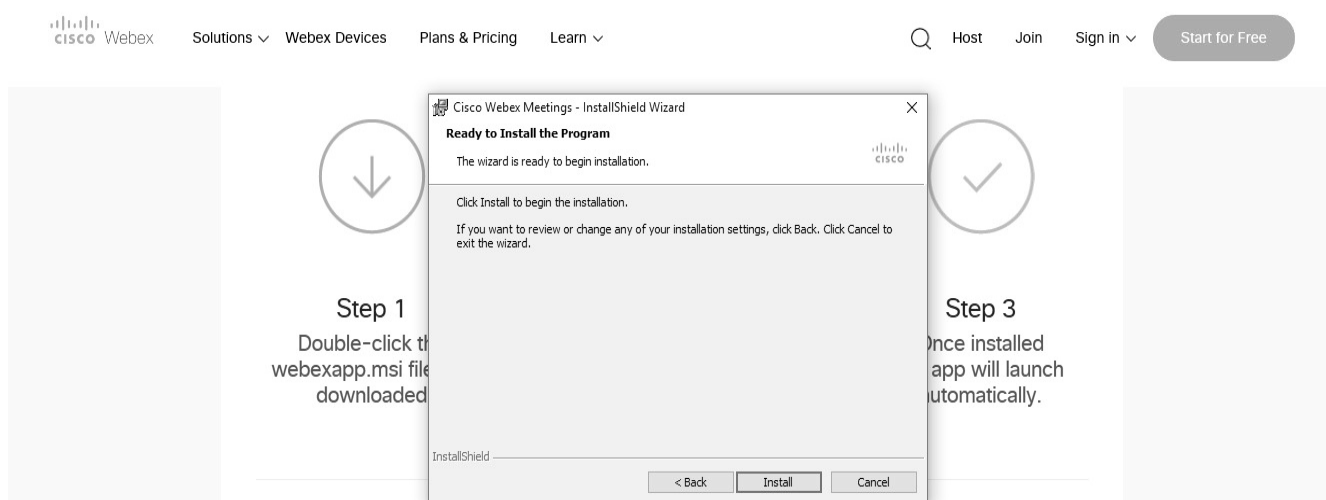 CISCO Webex Solutions Webex Devices Plans & Pricing Learn Host Join Sign in Start for Free
Cisco Webex Meetings - InstallShield Wizard
Ready to Install the Program
The wizard is ready to begin installation.
CISCO
Click Install to begin the installation.
If you want to review or change any of your installation settings, click Back. Click Cancel to
exit the wizard.
InstallShield
< Back Install Cancel
Step 1
Double-click
webexapp.msi file
downloaded
Step 3
installed
app will launch
automatically.